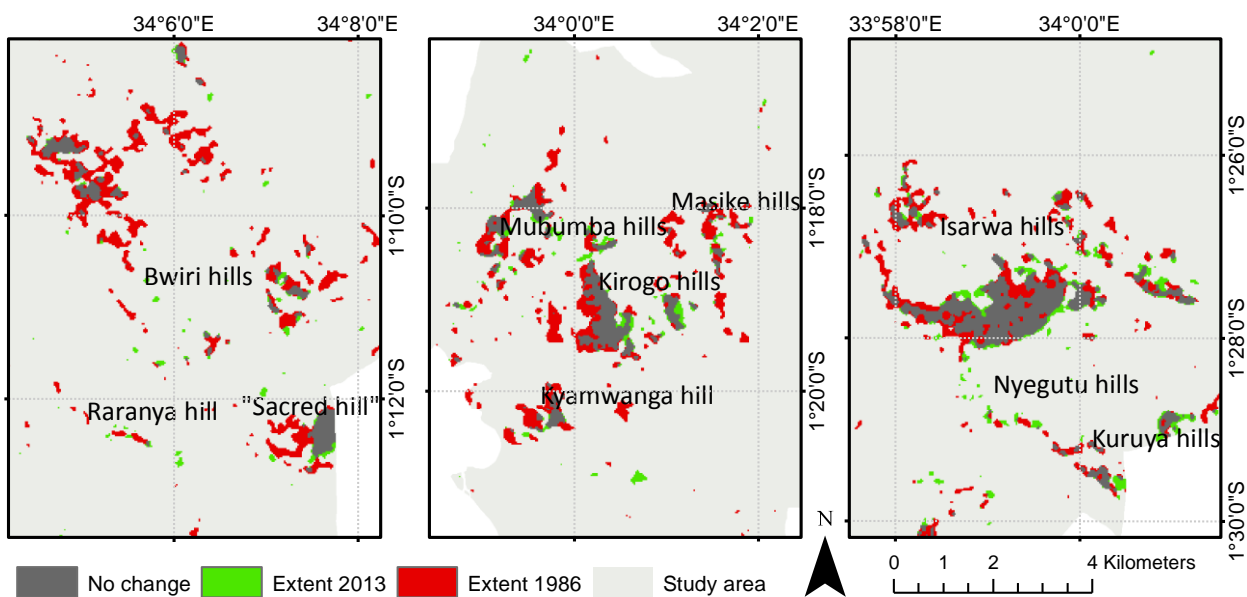 34°6'0"E
34°8'0"E
34°0'0"E
34°2'0"E
33°58'0"E
34°0'0"E
1°10'0"S
1°12'0"S
Bwiri hills
Raranya hill
"Sacred hill"
1°18'0"S
1°20'0"S
Masike hills
Mubumba hills
Kirogo hills
Kyamwanga hill
1°26'0"S
1°28'0"S
1°30'0"S
Isarwa hills
Nyegutu hills
Kuruya hills
No change
Extent 2013
Extent 1986
Study area
N
0 1 2 4 Kilometers